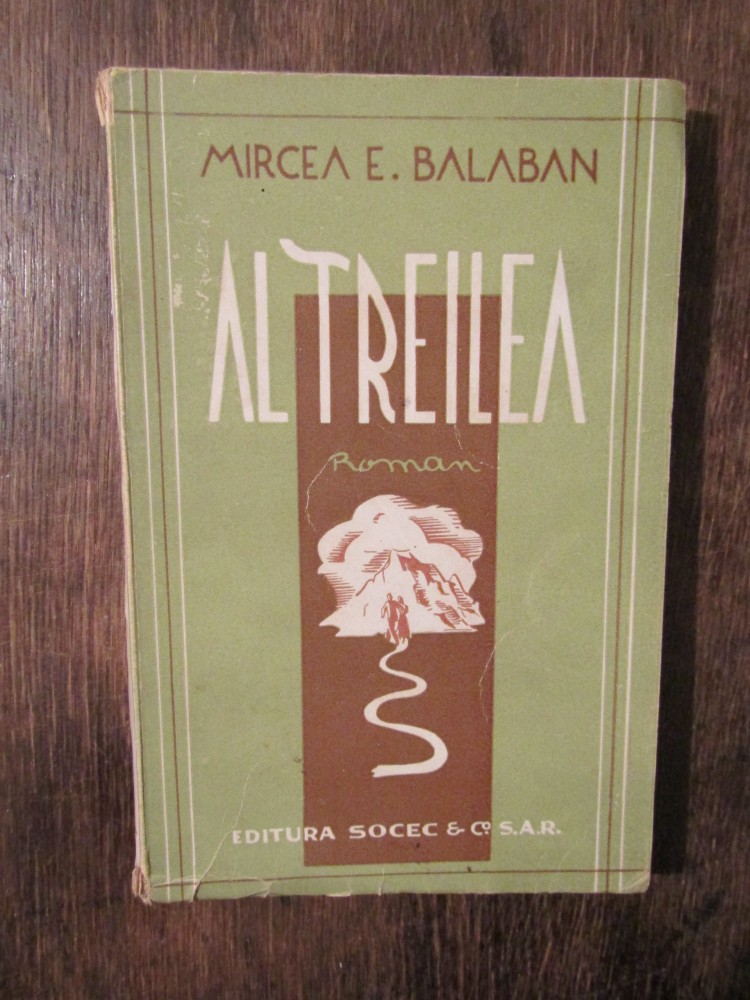 MIRCEA E. BALABAN
AL TREILEA
Roman
EDITURA SOCEC & Cº. S.A.R.